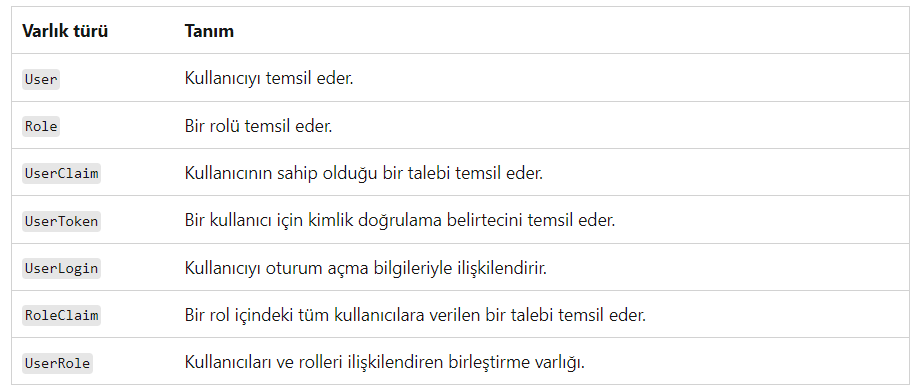 Varlık türü Tanım
User Kullanıcıyı temsil eder.
Role Bir rolü temsil eder.
UserClaim Kullanıcının sahip olduğu bir talebi temsil eder.
UserToken Bir kullanıcı için kimlik doğrulama belirtecini temsil eder.
UserLogin Kullanıcıyı oturum açma bilgileriyle ilişkilendirir.
RoleClaim Bir rol içindeki tüm kullanıcılara verilen bir talebi temsil eder.
UserRole Kullanıcıları ve rolleri ilişkilendiren birleştirme varlığı.